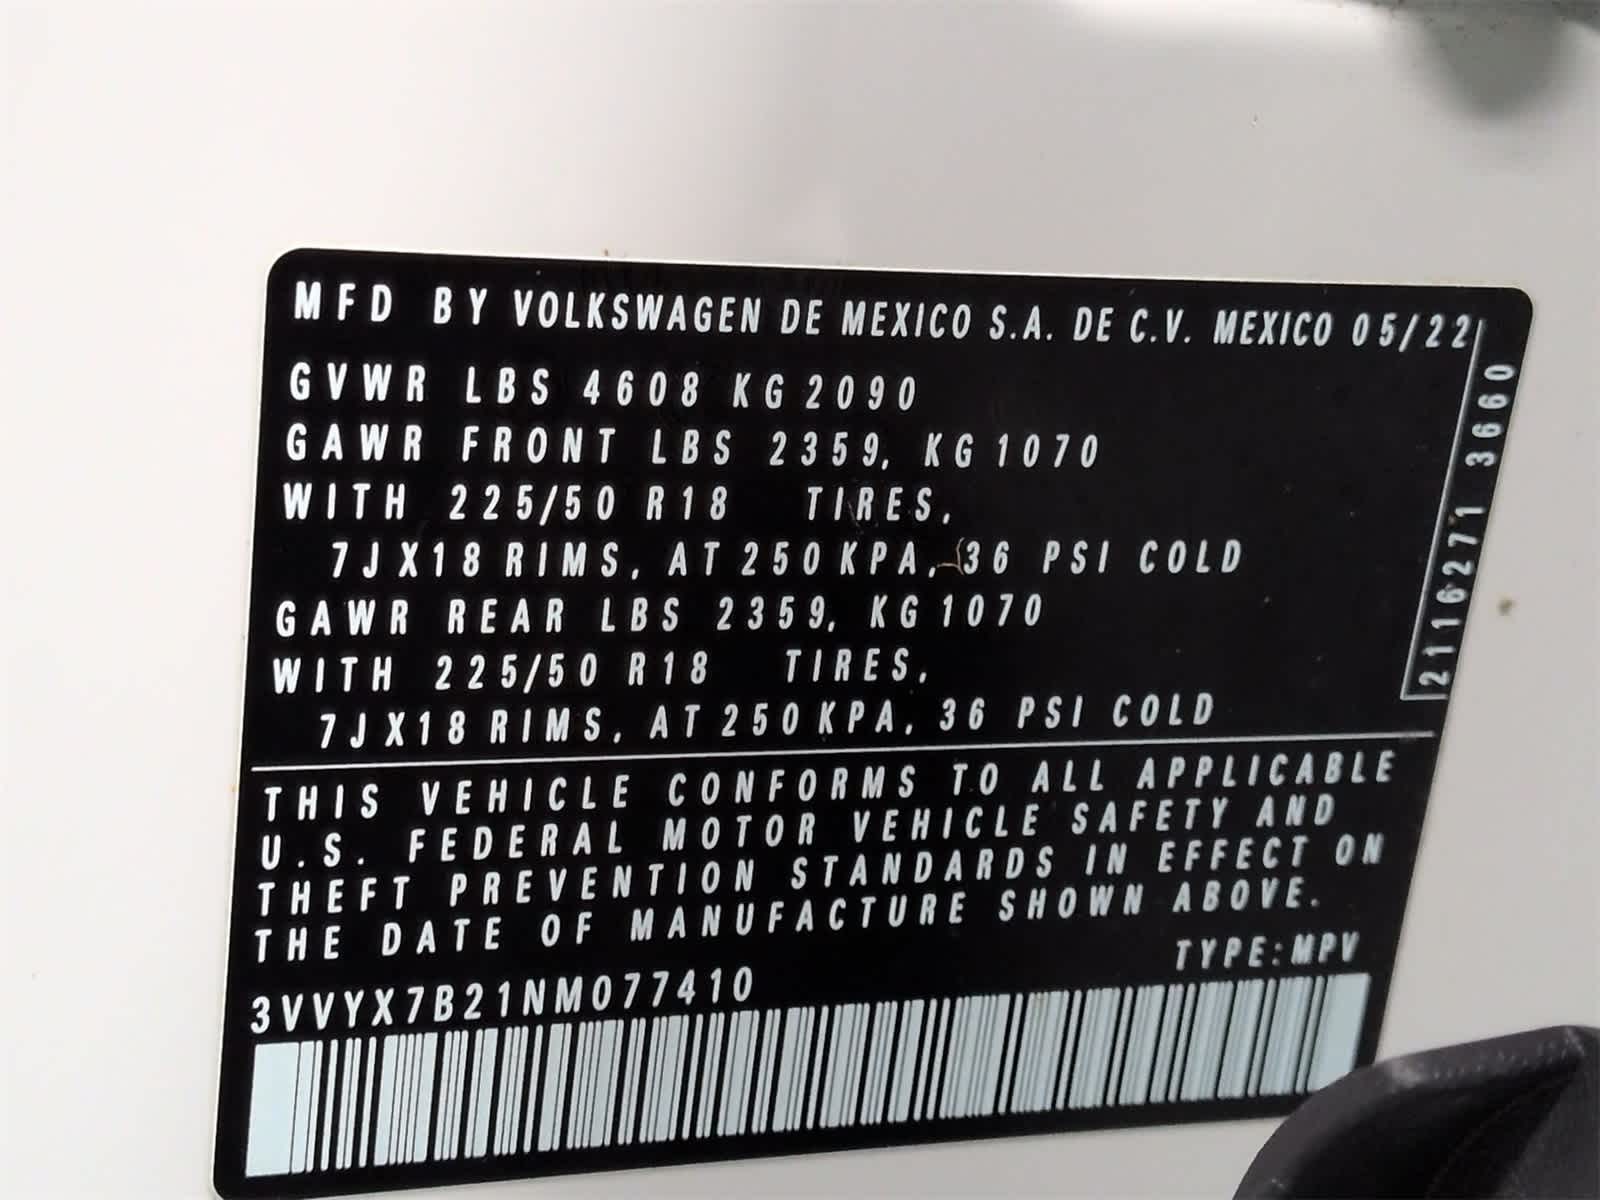 MFD BY VOLKSWAGEN DE MEXICO S.A. DE C.V. MEXICO 05/22
GVWR LBS 4608 KG 2090
GAWR FRONT LBS 2359, KG 1070
WITH 225/50 R18 TIRES,
7JX18 RIMS, AT 250 KPA, 36 PSI COLD
GAWR REAR LBS 2359, KG 1070
WITH 225/50 R18 TIRES,
7JX18 RIMS, AT 250 KPA, 36 PSI COLD
2116271 3660
THIS VEHICLE CONFORMS TO ALL APPLICABLE
U.S. FEDERAL MOTOR VEHICLE SAFETY AND
THEFT PREVENTION STANDARDS IN EFFECT ON
THE DATE OF MANUFACTURE SHOWN ABOVE.
TYPE:MPV
3VVYX7B21NM077410